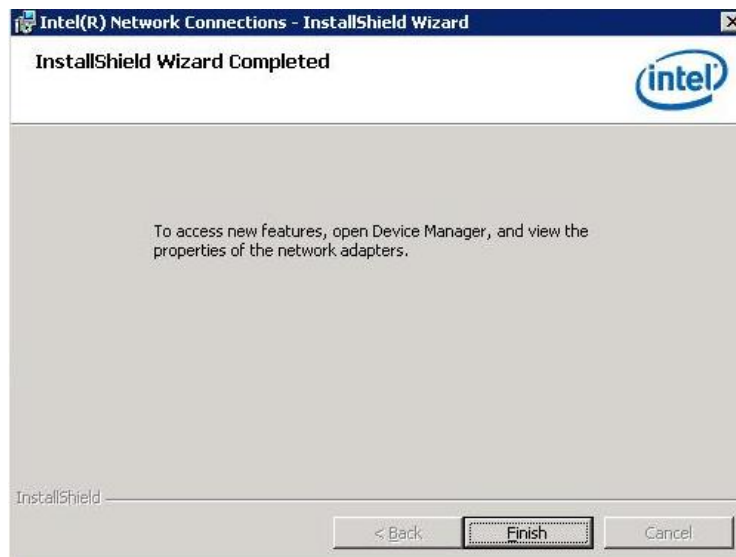 Intel(R) Network Connections - InstallShield Wizard
InstallShield Wizard Completed
intel
To access new features, open Device Manager, and view the
properties of the network adapters.
InstallShield
< Back
Finish
Cancel